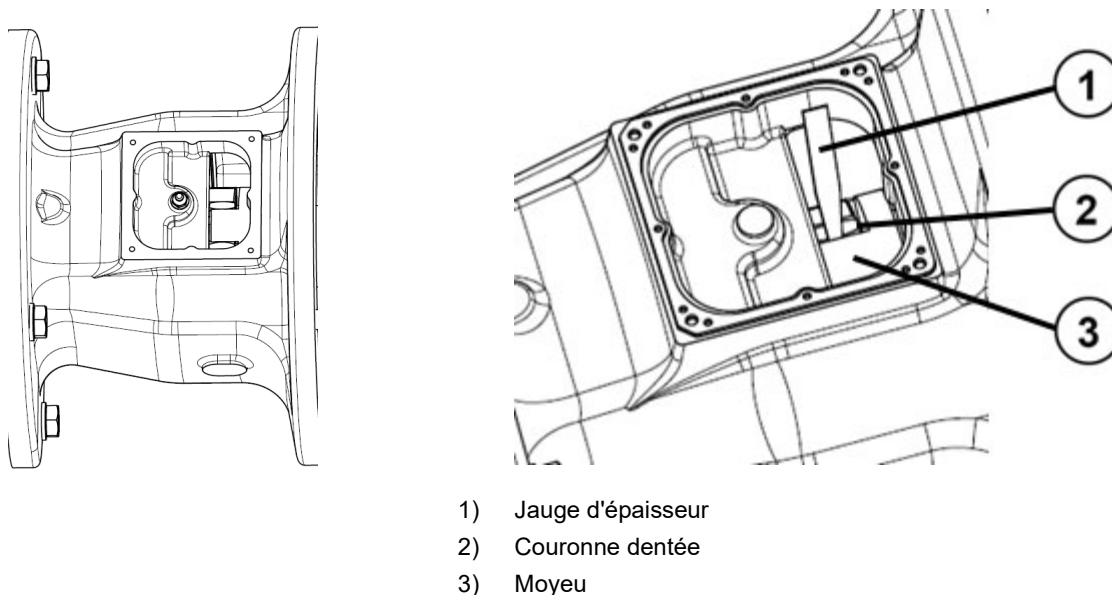 1
2
3
1) Jauge d'épaisseur
2) Couronne dentée
3) Moyeu